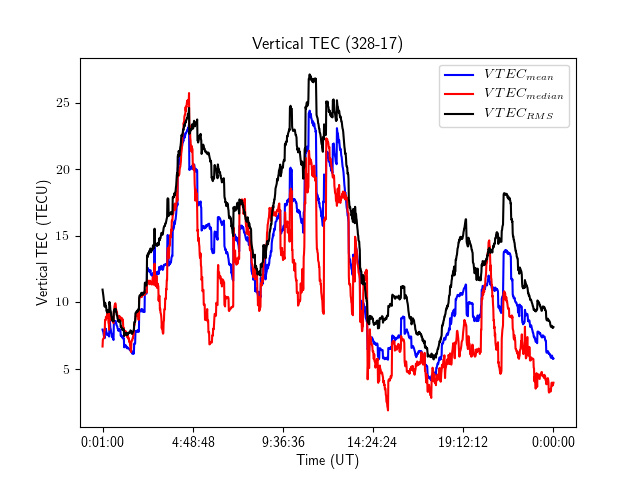 Vertical TEC (328-17)
VTEC_mean
VTEC_median
VTEC_RMS
Vertical TEC (TECU)
25
20
15
10
5
0:01:00 4:48:48 9:36:36 14:24:24 19:12:12 0:00:00
Time (UT)